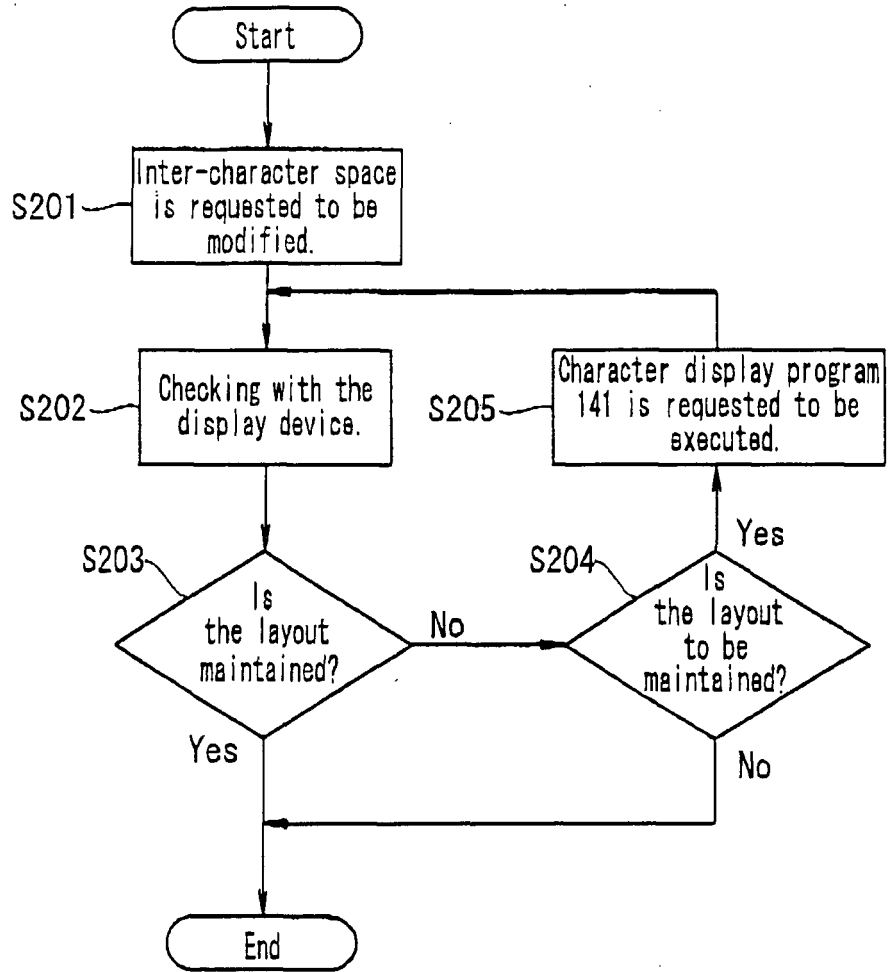 Start
S201
Inter-character space
is requested to be
modified.
S202
Checking with the
display device.
S205
Character display program
141 is requested to be
executed.
S203
Is
the layout
maintained?
No
Yes
S204
Is
the layout
to be
maintained?
Yes
No
End